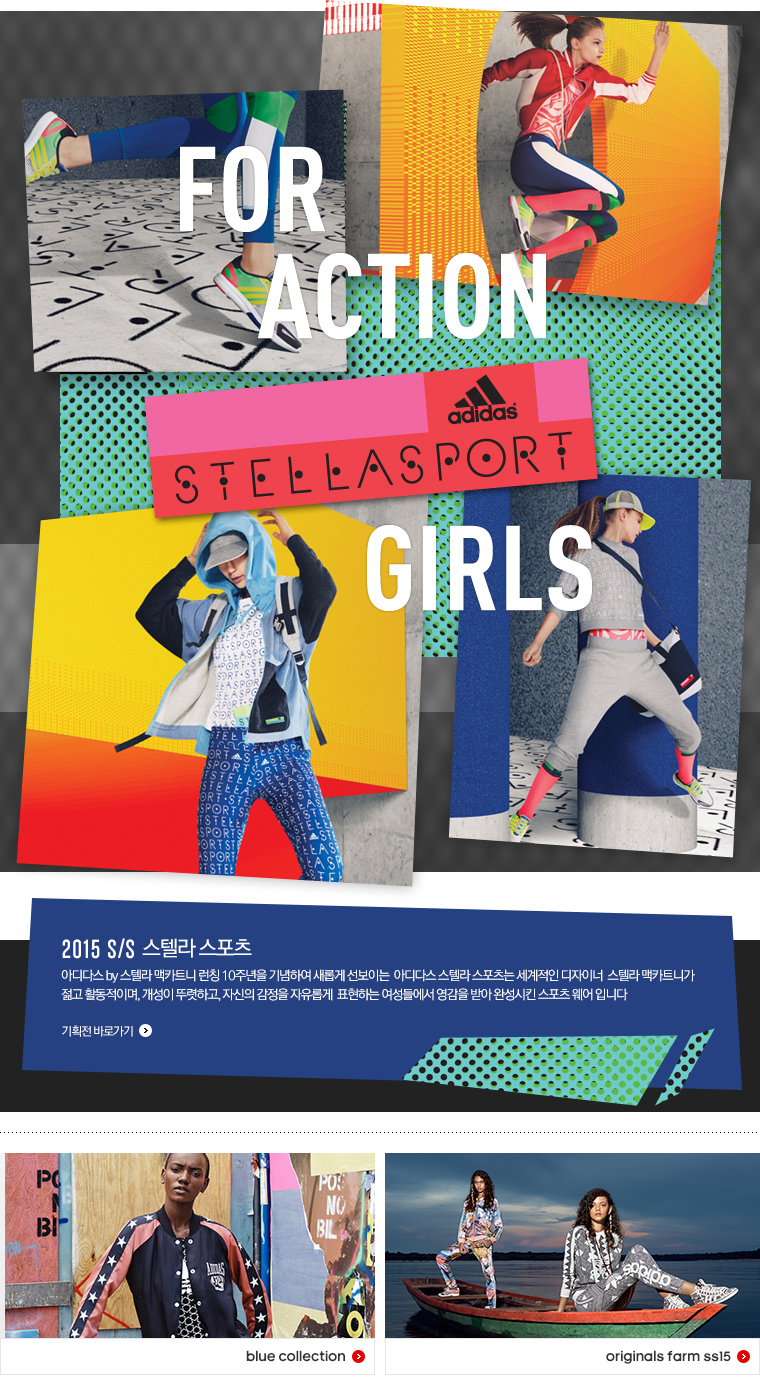 FOR
ACTION
adidas
STELLASPORT
GIRLS
2015 S/S 스텔라 스포츠
아디다스 by 스텔라 맥카트니 런칭 10주년을 기념하여 새롭게 선보이는 아디다스 스텔라 스포츠는 세계적인 디자이너 스텔라 맥카트니가
젊고 활동적이며, 개성이 뚜렷하고, 자신의 감정을 자유롭게 표현하는 여성들에서 영감을 받아 완성시킨 스포츠 웨어 입니다
기획전 바로가기
POS
NO
BIL
ADIDAS
adidas
blue collection
originals farm ss15